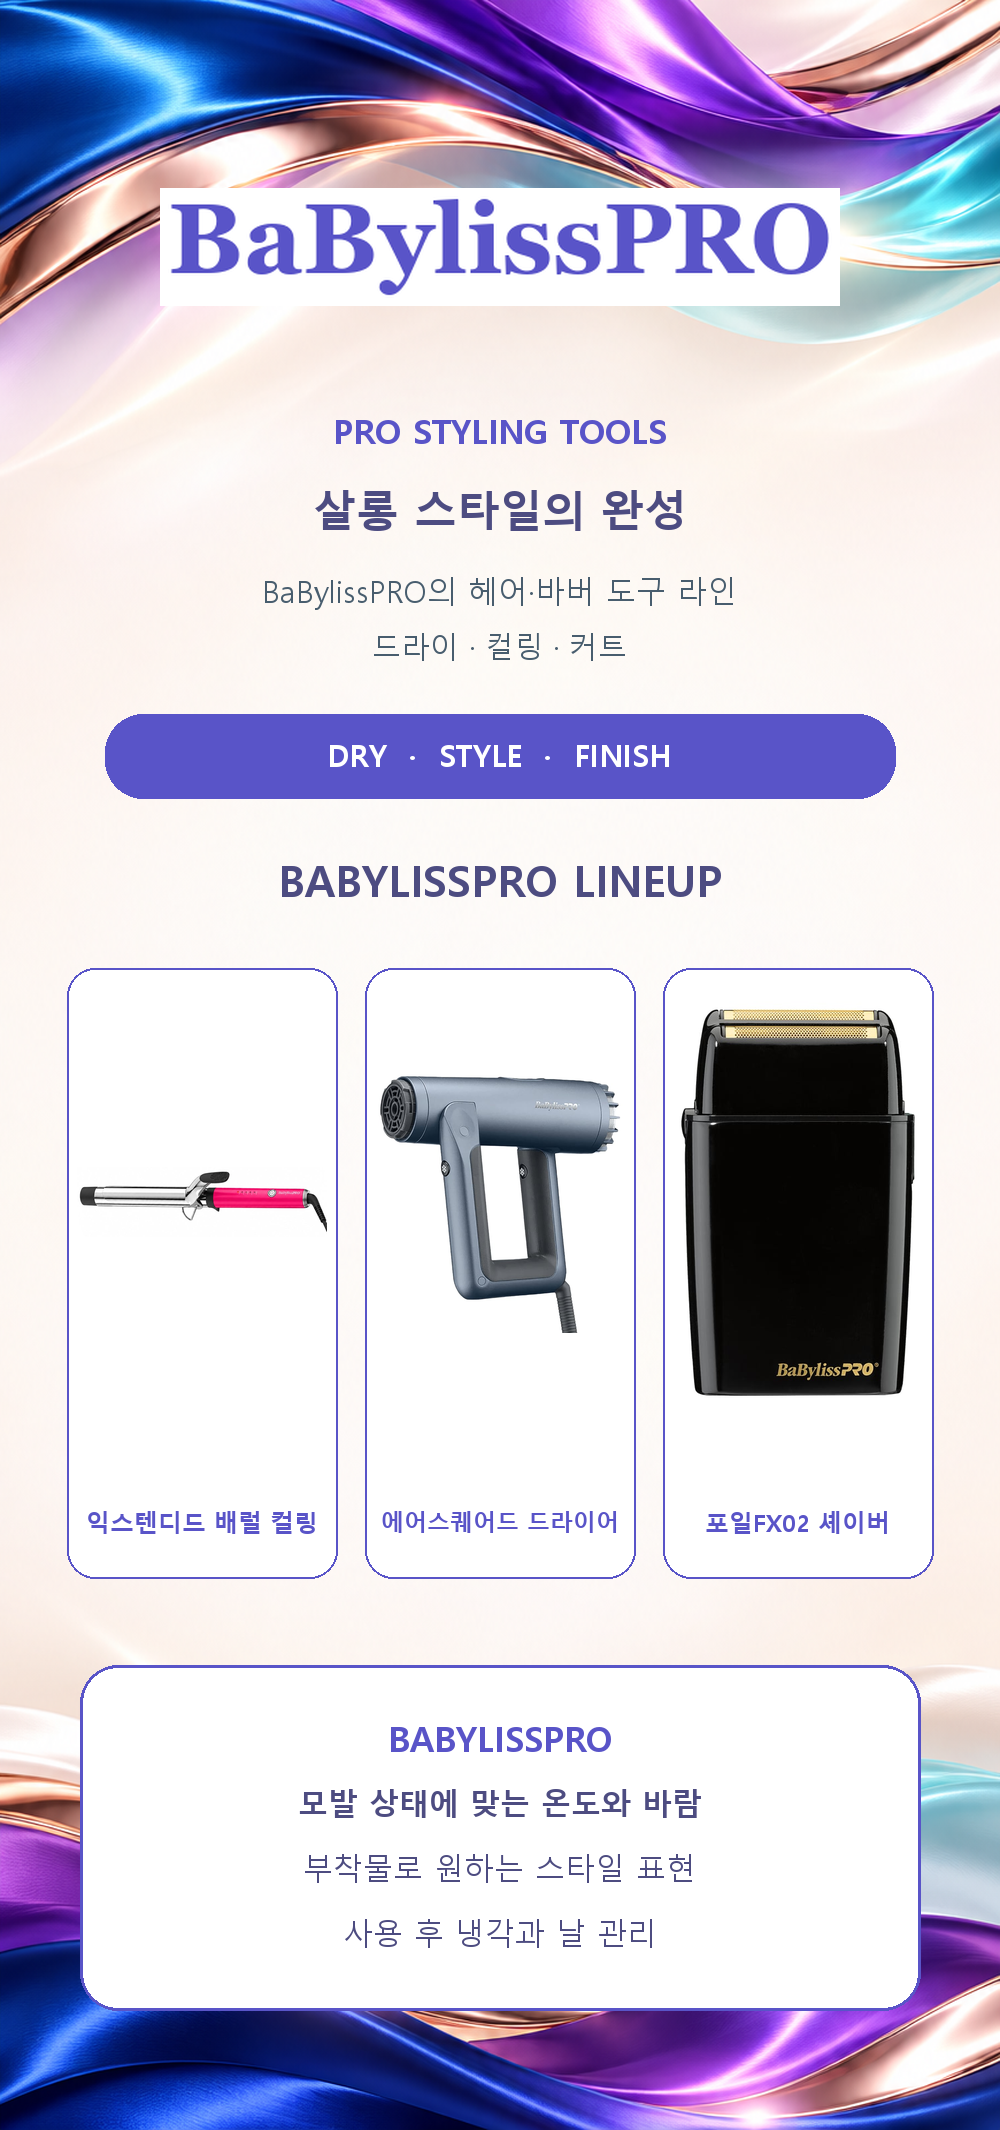 BaBylissPRO
PRO STYLING TOOLS
살롱 스타일의 완성
BaBylissPRO의 헤어·바버 도구 라인
드라이 · 컬링 · 커트
DRY · STYLE · FINISH
BABYLISSPRO LINEUP
BaBylissPRO
BaBylissPRO®
익스텐디드 배럴 컬링
에어스퀘어드 드라이어
포일FX02 셰이버
BABYLISSPRO
모발 상태에 맞는 온도와 바람
부착물로 원하는 스타일 표현
사용 후 냉각과 날 관리